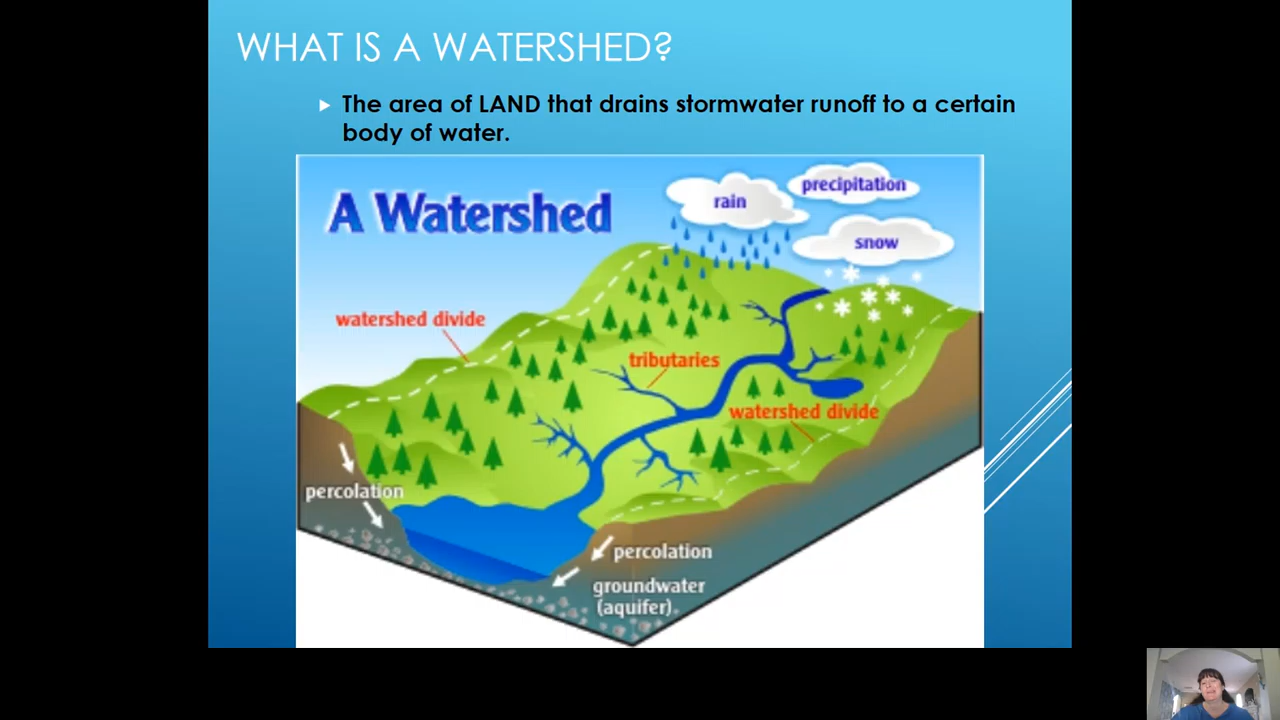 WHAT IS A WATERSHED?
The area of LAND that drains stormwater runoff to a certain
body of water.
A Watershed
rain
precipitation
snow
watershed divide
tributaries
watershed divide
percolation
percolation
groundwater
(aquifer)